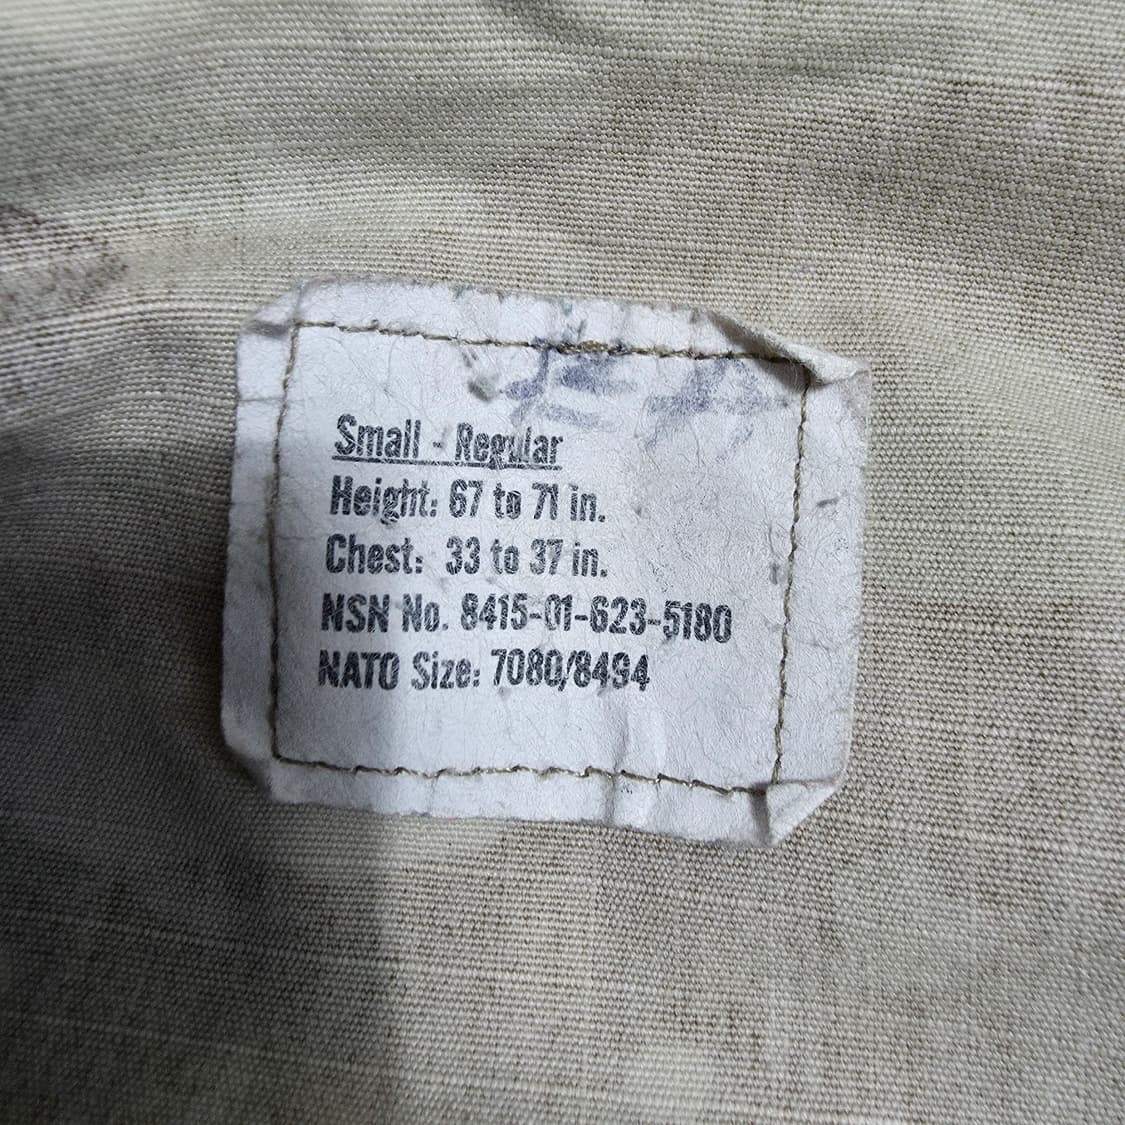 Small - Regular
Height: 67 to 71 in.
Chest: 33 to 37 in.
NSN No. 8415-01-623-5180
NATO Size: 7080/8494